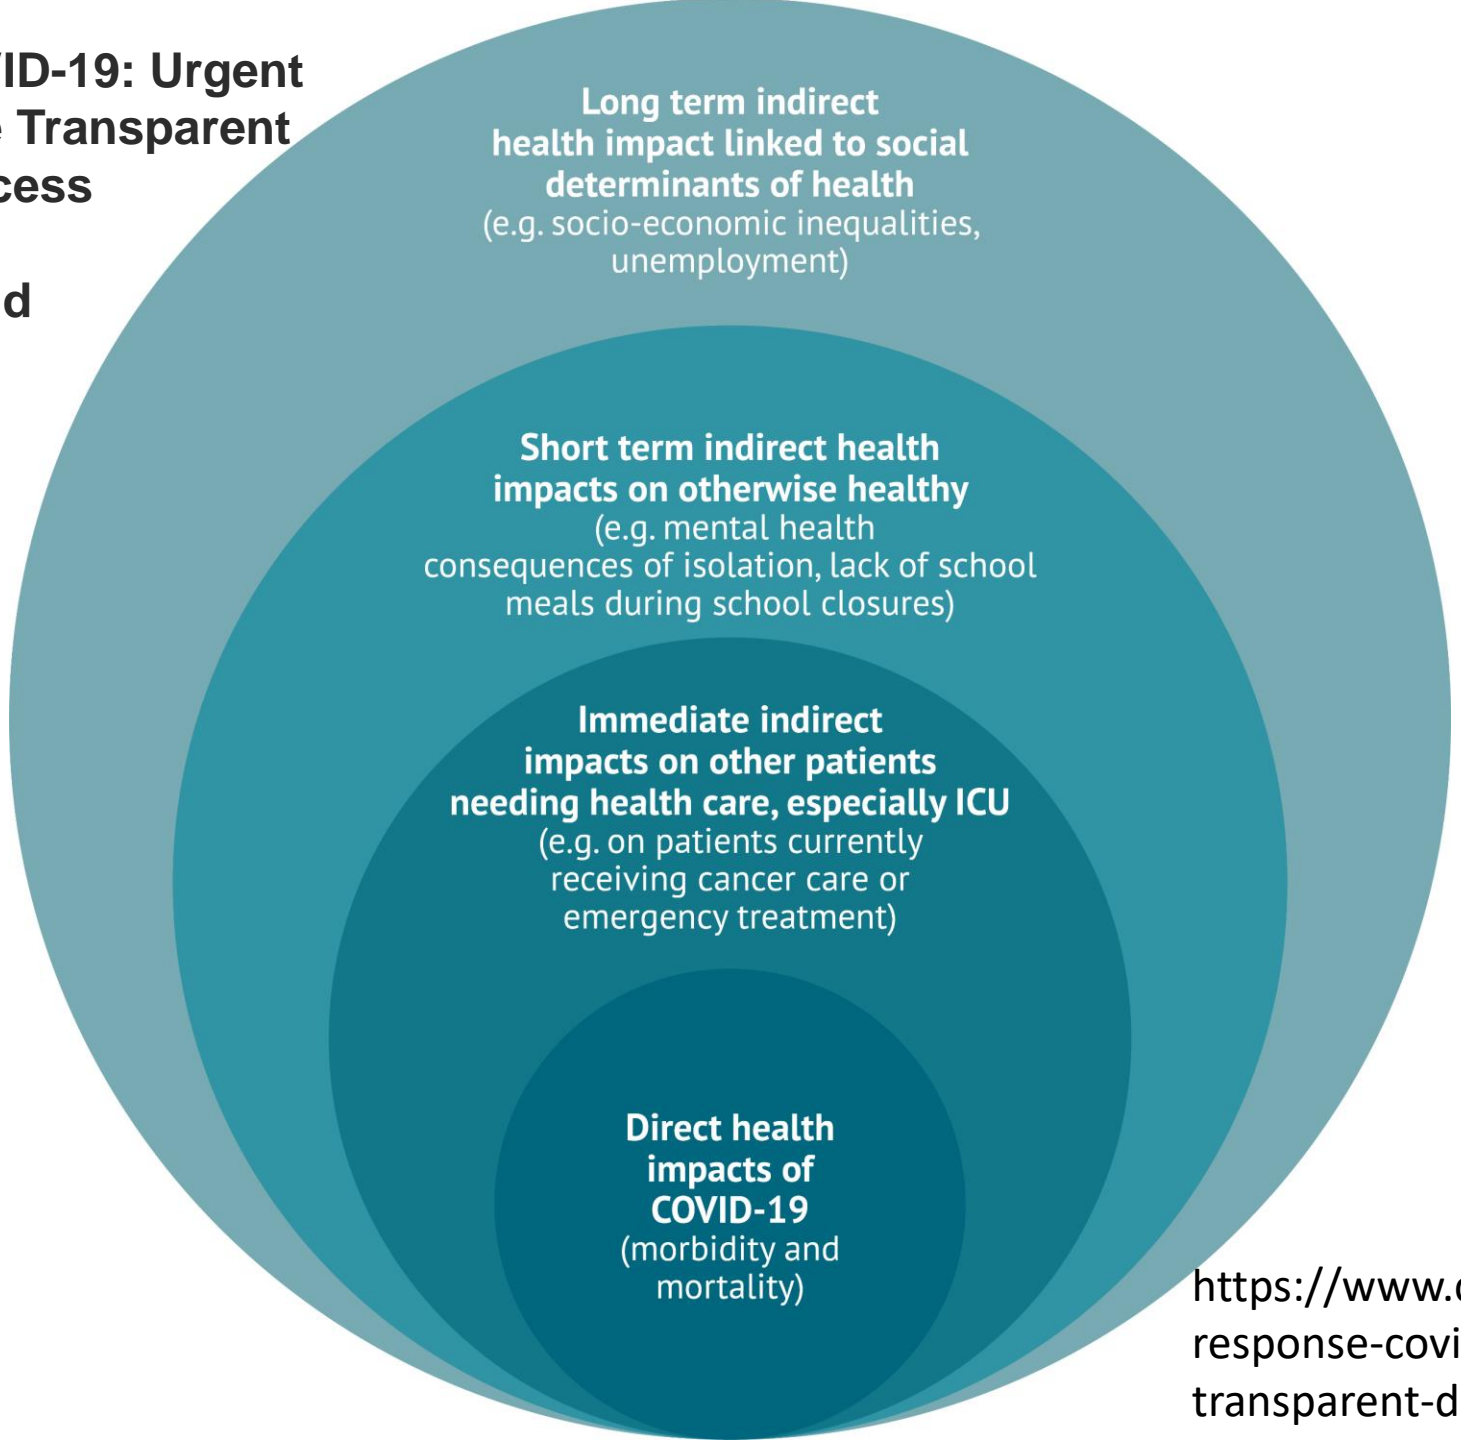 VID-19: Urgent
Transparent
cess
d
Long term indirect
health impact linked to social
determinants of health
(e.g. socio-economic inequalities,
unemployment)
Short term indirect health
impacts on otherwise healthy
(e.g. mental health
consequences of isolation, lack of school
meals during school closures)
Immediate indirect
impacts on other patients
needing health care, especially ICU
(e.g. on patients currently
receiving cancer care or
emergency treatment)
Direct health
impacts of
COVID-19
(morbidity and
mortality)
https://www.
response-covi
transparent-d